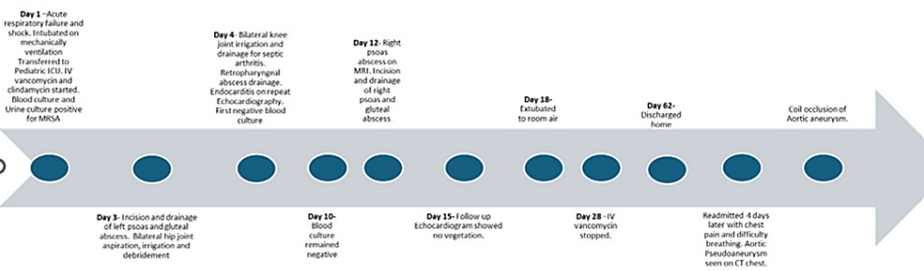 Day 1 –Acute
respiratory failure and
shock. Intubated on
mechanically
ventilation
Transferred to
Pediatric ICU. IV
vancomycin and
clindamycin started.
Blood culture and
Urine culture positive
for MRSA
Day 3- Incision and drainage
of left psoas and gluteal
abscess. Bilateral hip joint
aspiration, irrigation and
debridement
Day 4- Bilateral knee
joint irrigation and
drainage for septic
arthritis.
Retropharyngeal
abscess drainage.
Endocarditis on repeat
Echocardiography.
First negative blood
culture
Day 10-
Blood
culture
remained
negative
Day 12- Right
psoas
abscess on
MRI. Incision
and drainage
of right
psoas and
gluteal
abscess
Day 15- Follow up
Echocardiogram showed
no vegetation.
Day 18-
Extubated
to room air
Day 28 –IV
vancomycin
stopped.
Day 62-
Discharged
home
Readmitted 4 days
later with chest
pain and difficulty
breathing. Aortic
Pseudoaneurysm
seen on CT chest.
Coil occlusion of
Aortic aneurysm.